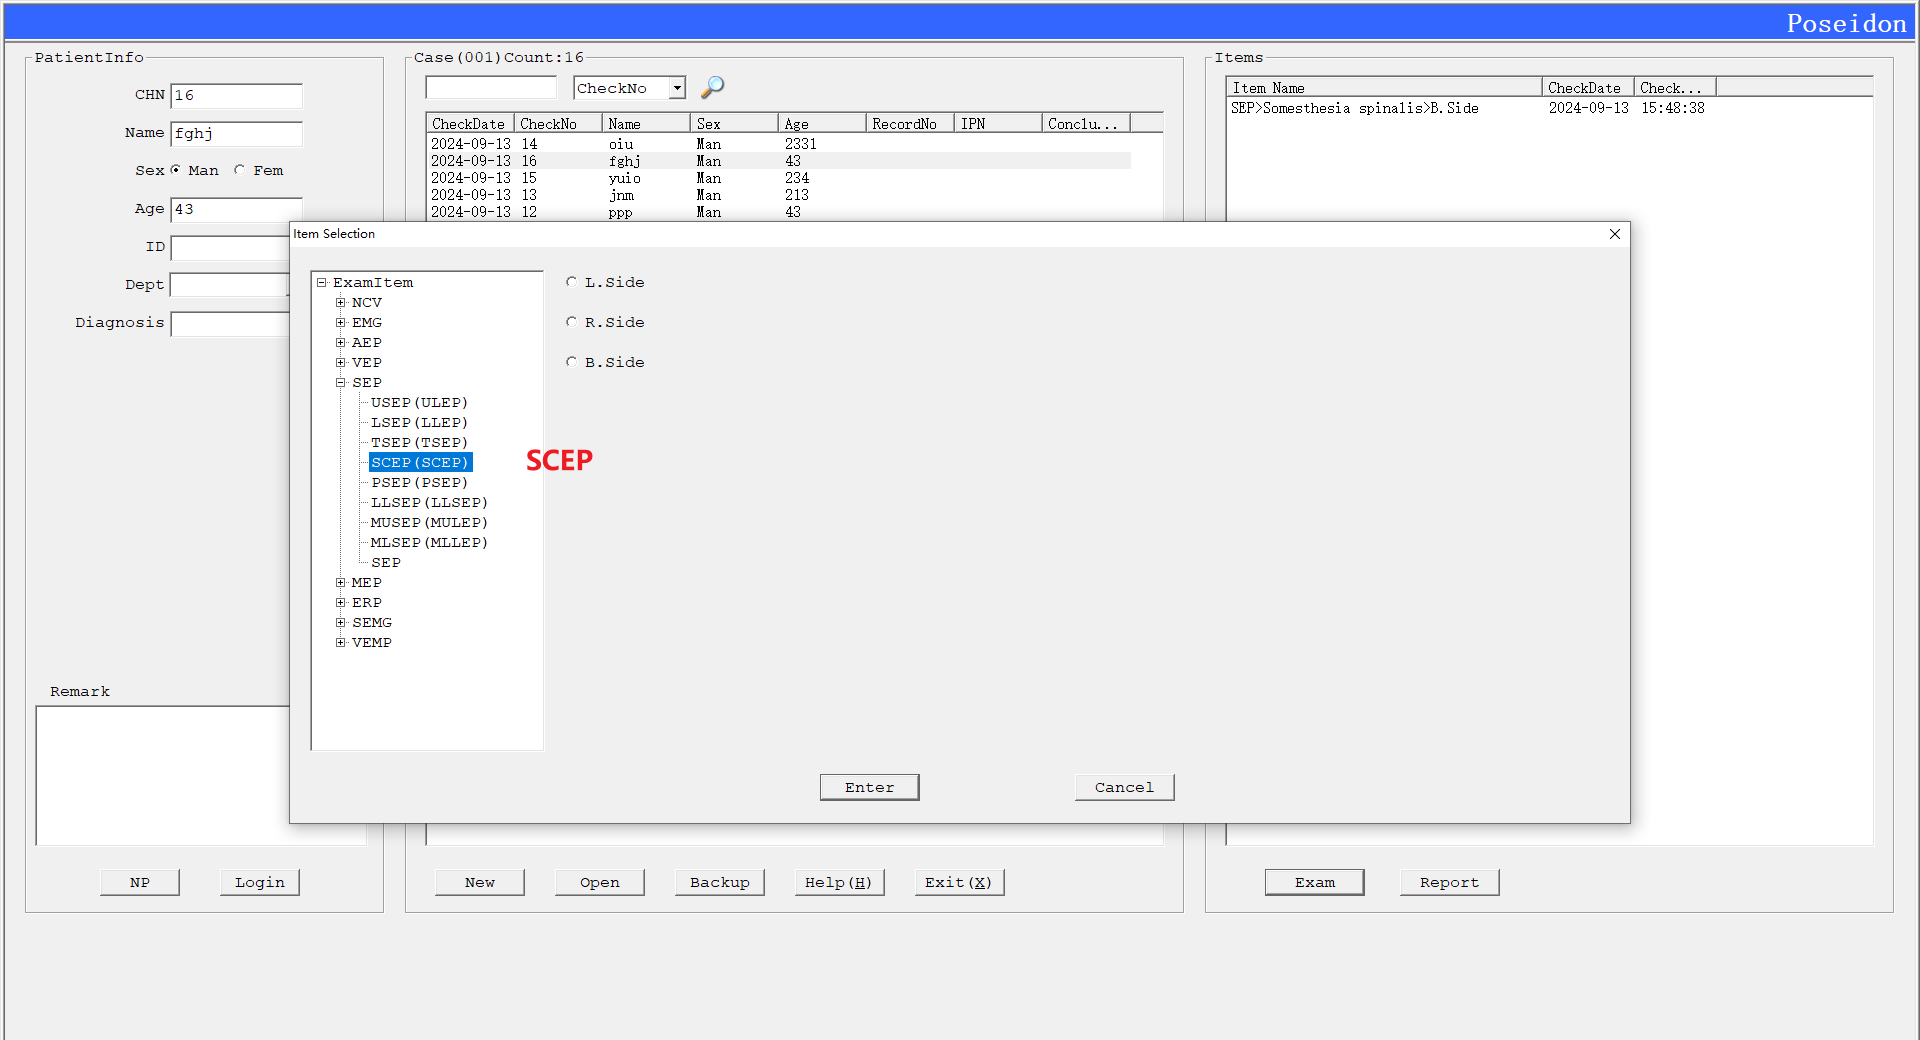 Poseidon
PatientInfo
CHN 16
Name fghj
Sex Man Fem
Age 43
ID
Dept
Diagnosis
Remark
NP Login
Case(001)Count:16
CheckNo
CheckDate CheckNo Name Sex Age RecordNo IPN Conclu...
2024-09-13 14 oiu Man 2331
2024-09-13 16 fghj Man 43
2024-09-13 15 yuio Man 234
2024-09-13 13 jnm Man 213
2024-09-13 12 ppp Man 43
New Open Backup Help(H) Exit(X)
Items
Item Name CheckDate Check...
SEP>Somesthesia spinalis>B.Side 2024-09-13 15:48:38
Exam Report
Item Selection
ExamItem
NCV
EMG
AEP
VEP
SEP
USEP(ULEP)
LSEP(LLEP)
TSEP(TSEP)
SCEP(SCEP)
PSEP(PSEP)
LLSEP(LLSEP)
MUSEP(MULEP)
MLSEP(MLLEP)
SEP
MEP
ERP
SEMG
VEMP
SCEP
L.Side
R.Side
B.Side
Enter Cancel